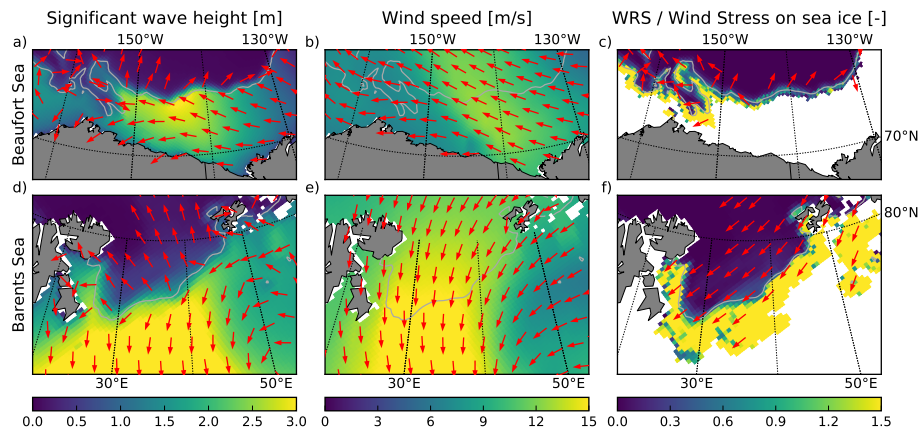 Significant wave height [m] Wind speed [m/s] WRS / Wind Stress on sea ice [-]
a) 150°W 130°W b) 150°W 130°W c) 150°W 130°W
Beaufort Sea
70°N
d) e) f)
Barents Sea
80°N
30°E 50°E 30°E 50°E 30°E 50°E
0.0 0.5 1.0 1.5 2.0 2.5 3.0 0 3 6 9 12 15 0.0 0.3 0.6 0.9 1.2 1.5